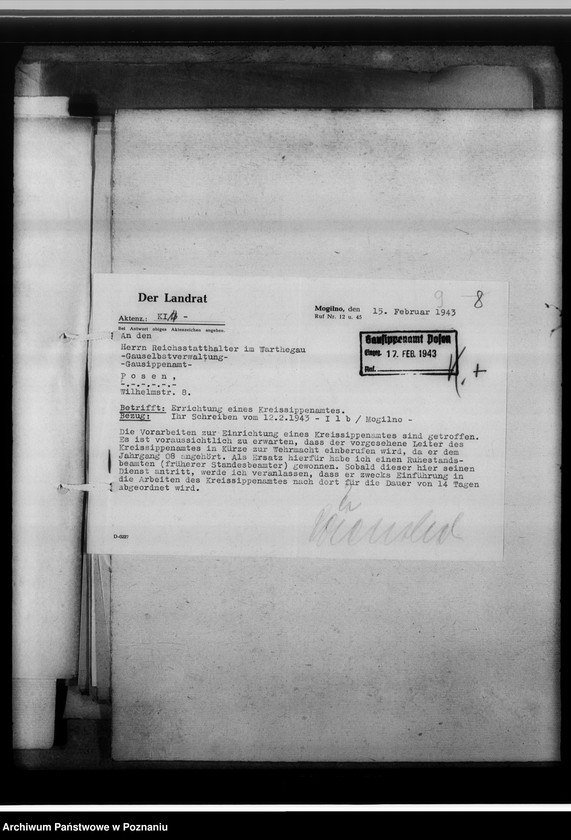 9 8
Der Landrat
Aktenz.: KI
Mogilno, den 15. Februar 1943
Ruf Nr. 12 u. 45
Bei Antwort obiges Aktenzeichen angeben.
An den
Herrn Reichsstatthalter im Warthegau
-Gauselbstverwaltung-
-Gausippenamt-
P o s e n ,
-.-.-.-.-.-
Wilhelmstr. 8.
Gausippenamt Posen
Eing. 17. FEB. 1943
Ref.
Betrifft: Errichtung eines Kreissippenamtes.
Bezug: Ihr Schreiben vom 12.2.1943 - I 1 b / Mogilno -
Die Vorarbeiten zur Einrichtung eines Kreissippenamtes sind getroffen.
Es ist voraussichtlich zu erwarten, dass der vorgesehene Leiter des
Kreissippenamtes in Kürze zur Wehrmacht einberufen wird, da er dem
Jahrgang 08 angehört. Als Ersatz hierfür habe ich einen Ruhestands-
beamten (früherer Standesbeamter) gewonnen. Sobald dieser hier seinen
Dienst antritt, werde ich veranlassen, dass er zwecks Einführung in
die Arbeiten des Kreissippenamtes nach dort für die Dauer von 14 Tagen
abgeordnet wird.
Archiwum Państwowe w Poznaniu